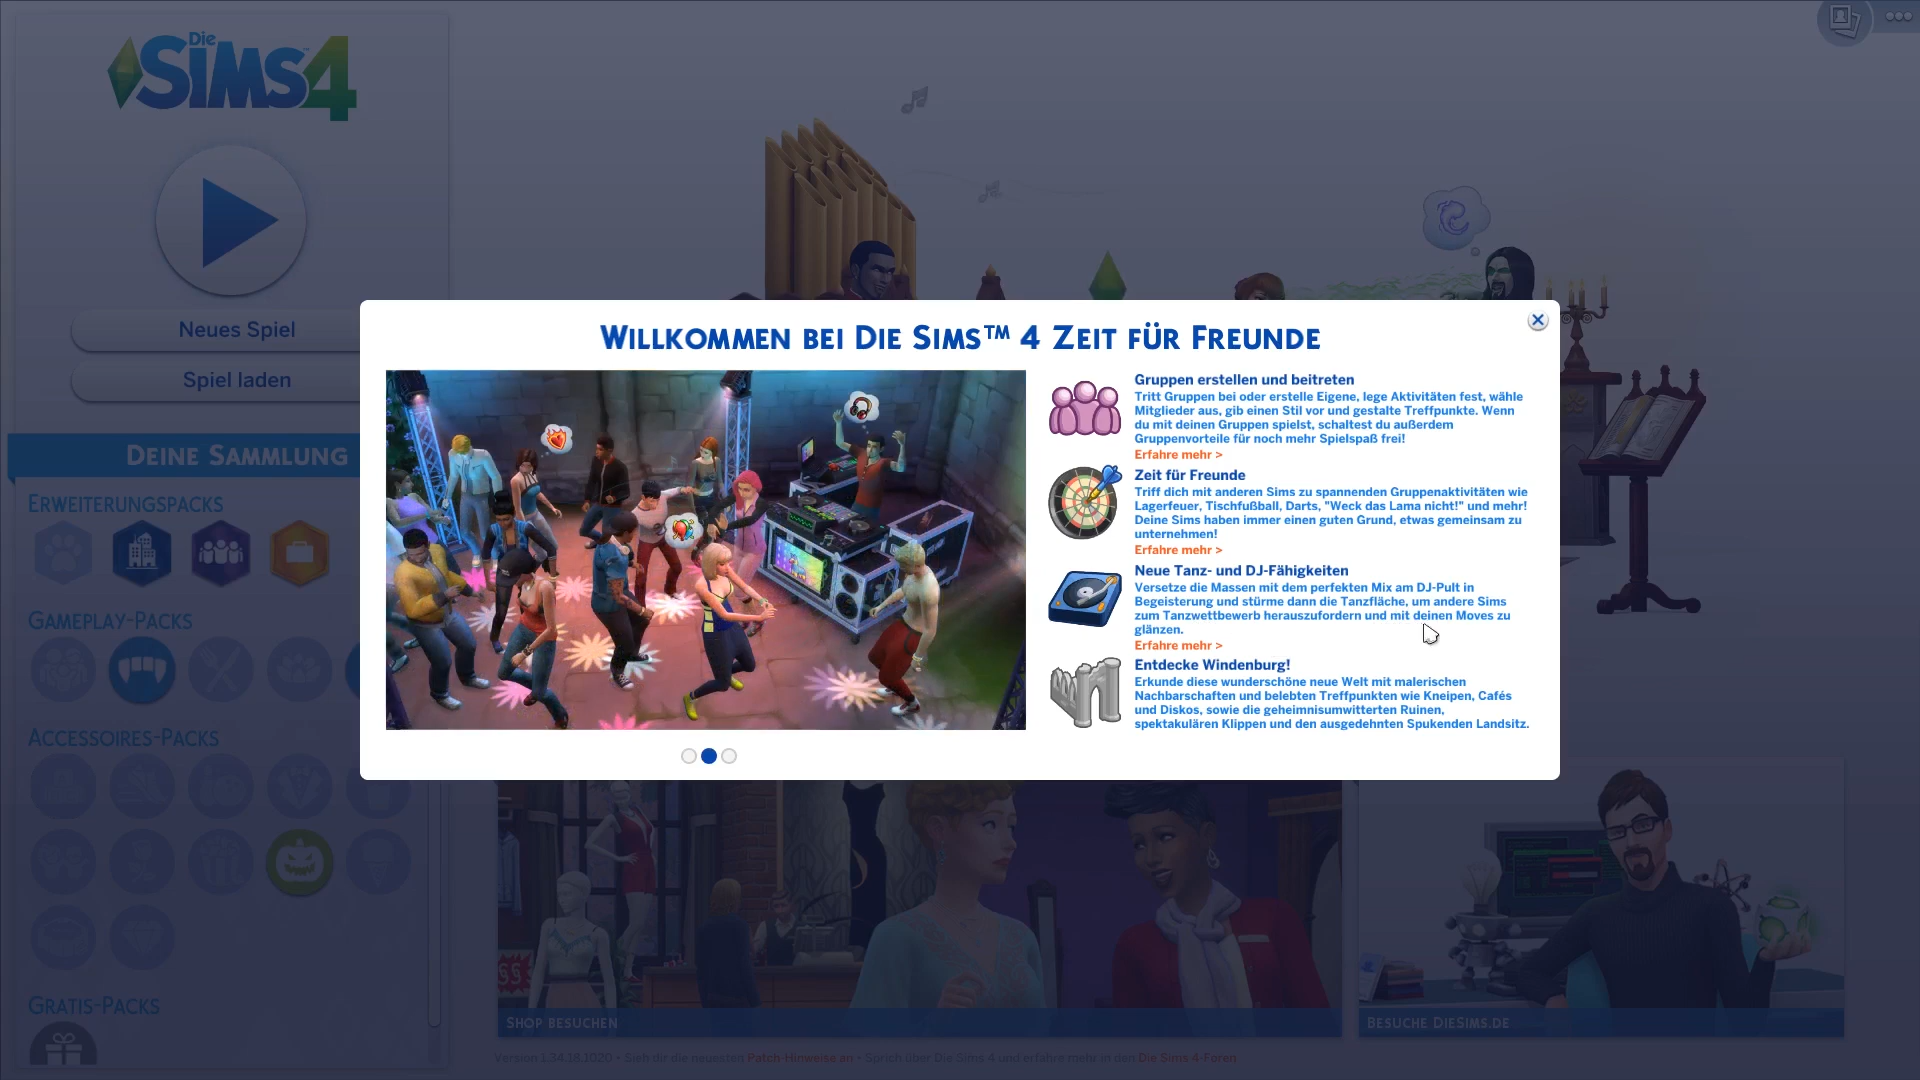 Die
SIMS 4
Neues Spiel
Spiel laden
DEINE SAMMLUNG
ERWEITERUNGSPACKS
GAMEPLAY-PACKS
ACCESSOIRES-PACKS
GRATIS-PACKS
WILLKOMMEN BEI DIE SIMS™ 4 ZEIT FÜR FREUNDE
Gruppen erstellen und beitreten
Tritt Gruppen bei oder erstelle Eigene, lege Aktivitäten fest, wähle
Mitglieder aus, gib einen Stil vor und gestalte Treffpunkte. Wenn
du mit deinen Gruppen spielst, schaltest du außerdem
Gruppenvorteile für noch mehr Spielspaß frei!
Erfahre mehr >
Zeit für Freunde
Triff dich mit anderen Sims zu spannenden Gruppenaktivitäten wie
Lagerfeuer, Tischfußball, Darts, "Weck das Lama nicht!" und mehr!
Deine Sims haben immer einen guten Grund, etwas gemeinsam zu
unternehmen!
Erfahre mehr >
Neue Tanz- und DJ-Fähigkeiten
Versetze die Massen mit dem perfekten Mix am DJ-Pult in
Begeisterung und stürme dann die Tanzfläche, um andere Sims
zum Tanzwettbewerb herauszufordern und mit deinen Moves zu
glänzen.
Erfahre mehr >
Entdecke Windenburg!
Erkunde diese wunderschöne neue Welt mit malerischen
Nachbarschaften und belebten Treffpunkten wie Kneipen, Cafés
und Diskos, sowie die geheimnisumwitterten Ruinen,
spektakulären Klippen und den ausgedehnten Spukenden Landsitz.
§§
SHOP BESUCHEN
BESUCHE DIESIMS.DE
Version 1.34.18.1020 • Sieh dir die neuesten Patch-Hinweise an • Sprich über Die Sims 4 und erfahre mehr in den Die Sims 4-Foren